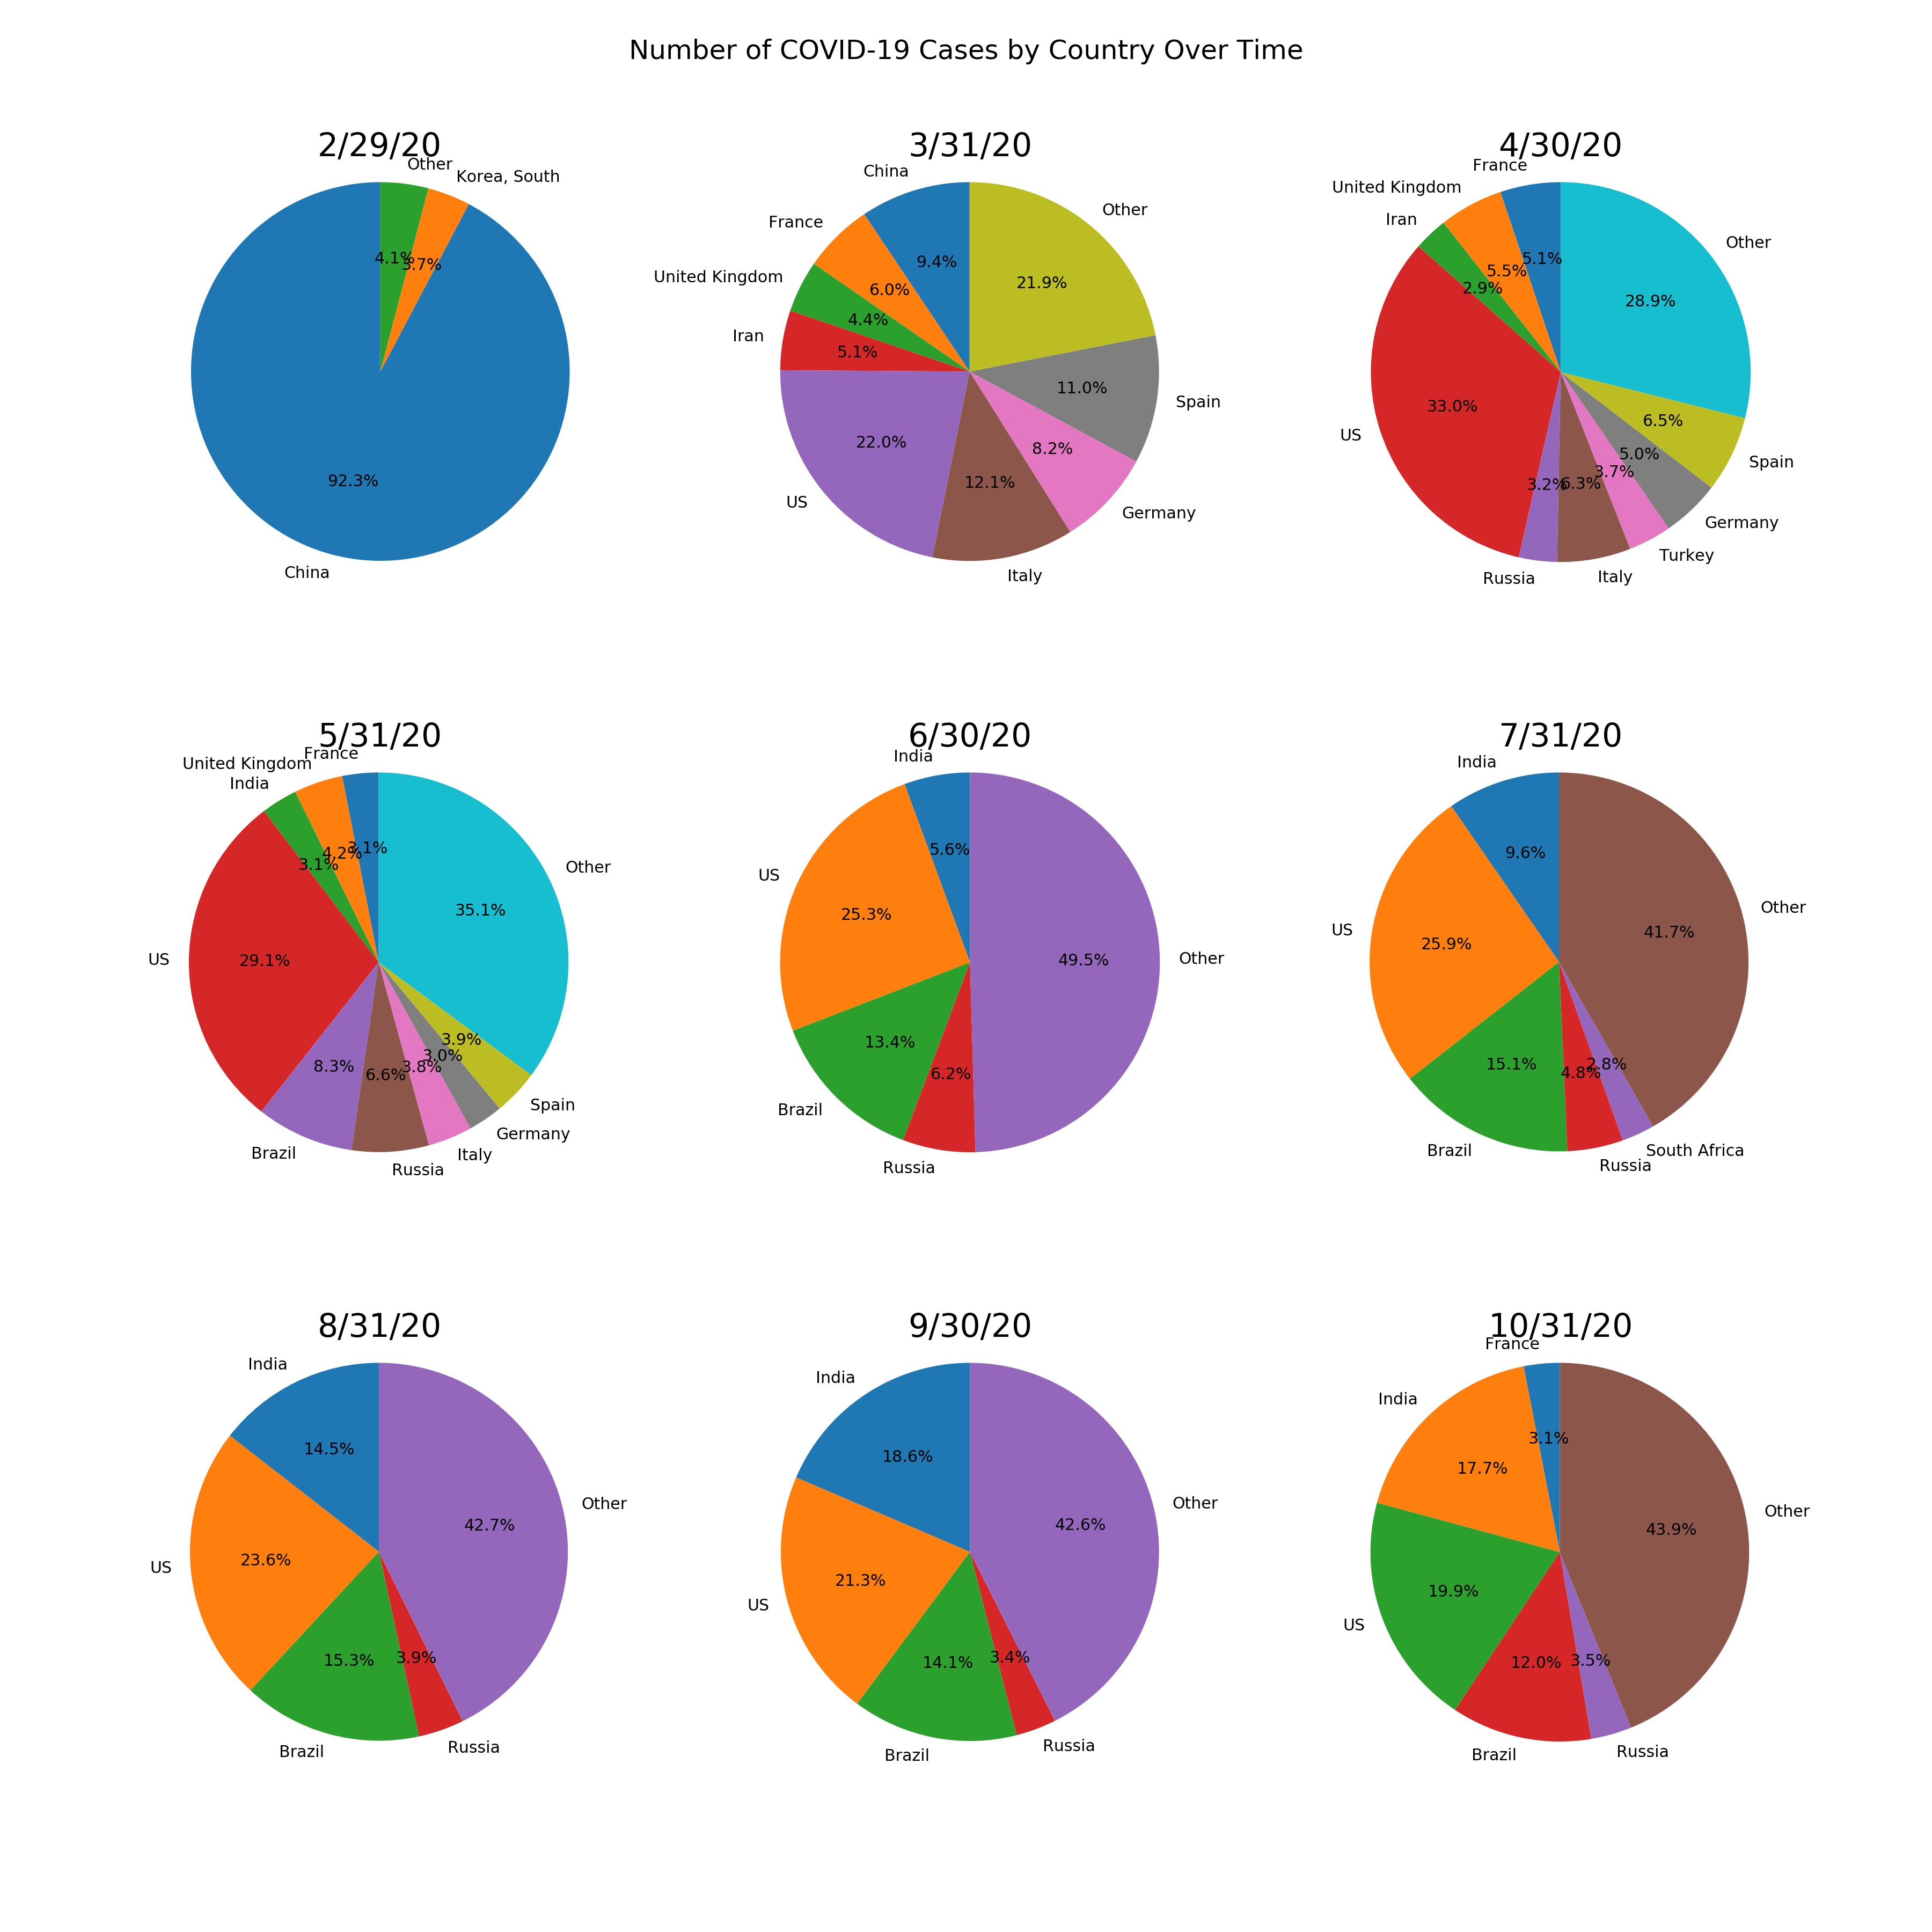 Number of COVID-19 Cases by Country Over Time
2/29/20
Other
Korea, South
4.1%
3.7%
92.3%
China
3/31/20
China
France
United Kingdom
Iran
US
Italy
Germany
Spain
Other
9.4%
6.0%
4.4%
5.1%
22.0%
12.1%
8.2%
11.0%
21.9%
4/30/20
France
United Kingdom
Iran
US
Russia
Italy
Turkey
Germany
Spain
Other
5.1%
5.5%
2.9%
33.0%
3.2%
6.3%
3.7%
5.0%
6.5%
28.9%
5/31/20
France
United Kingdom
India
US
Brazil
Russia
Italy
Germany
Spain
Other
3.1%
4.2%
3.1%
29.1%
8.3%
6.6%
3.8%
3.0%
3.9%
35.1%
6/30/20
India
US
Brazil
Russia
Other
5.6%
25.3%
13.4%
6.2%
49.5%
7/31/20
India
US
Brazil
Russia
South Africa
Other
9.6%
25.9%
15.1%
4.8%
2.8%
41.7%
8/31/20
India
US
Brazil
Russia
Other
14.5%
23.6%
15.3%
3.9%
42.7%
9/30/20
India
US
Brazil
Russia
Other
18.6%
21.3%
14.1%
3.4%
42.6%
10/31/20
France
India
US
Brazil
Russia
Other
3.1%
17.7%
19.9%
12.0%
3.5%
43.9%